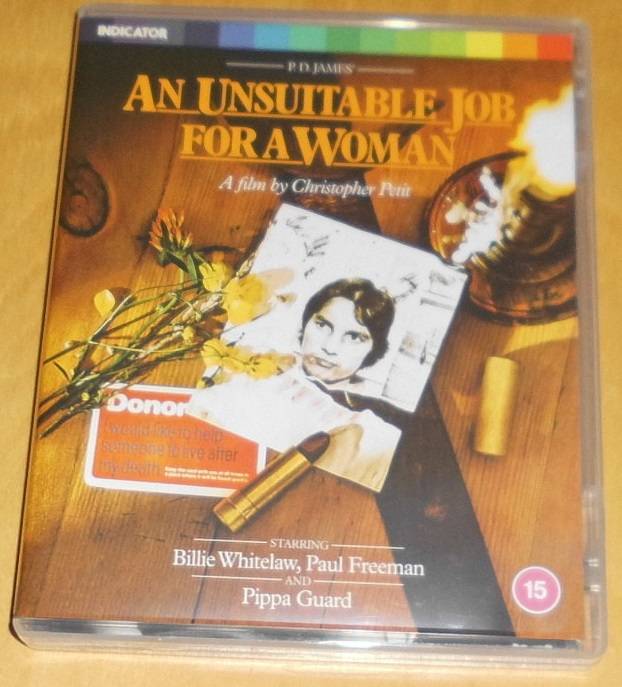 INDICATOR
P. D. JAMES'
AN UNSUITABLE JOB
FOR A WOMAN
A film by Christopher Petit
Donor
I would like to help
someone to live after
my death.
STARRING
Billie Whitelaw, Paul Freeman
AND
Pippa Guard
15